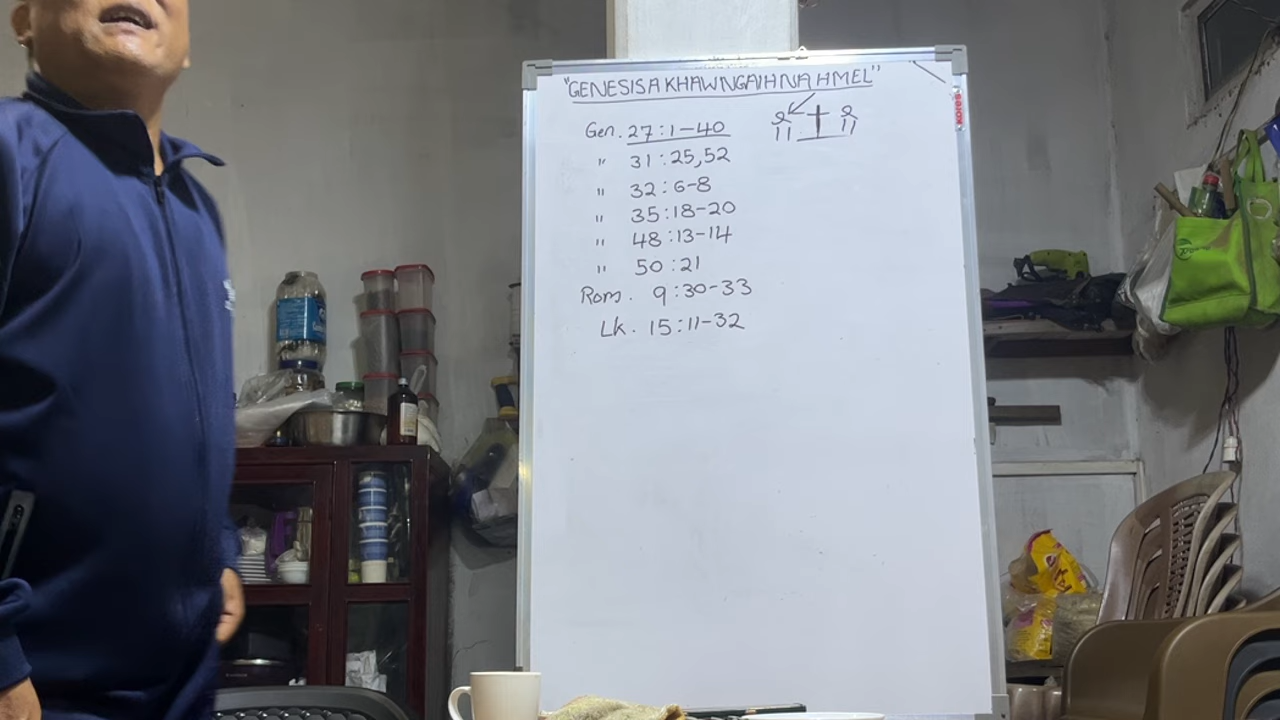 "GENESISA KHAWNGAIHNA HMEL"
Gen. 27:1-40
" 31:25,52
" 32:6-8
" 35:18-20
" 48:13-14
" 50:21
Rom. 9:30-33
Lk. 15:11-32
kores